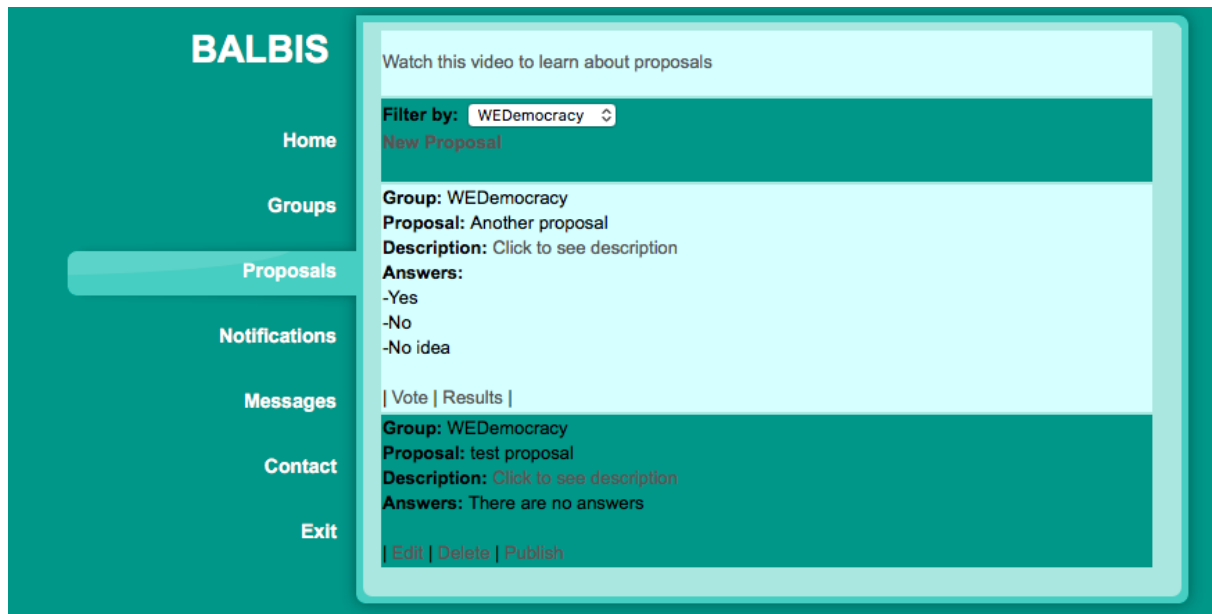 BALBIS
Home
Groups
Proposals
Notifications
Messages
Contact
Exit
Watch this video to learn about proposals
Filter by: WEDemocracy
New Proposal
Group: WEDemocracy
Proposal: Another proposal
Description: Click to see description
Answers:
-Yes
-No
-No idea
| Vote | Results |
Group: WEDemocracy
Proposal: test proposal
Description: Click to see description
Answers: There are no answers
| Edit | Delete | Publish